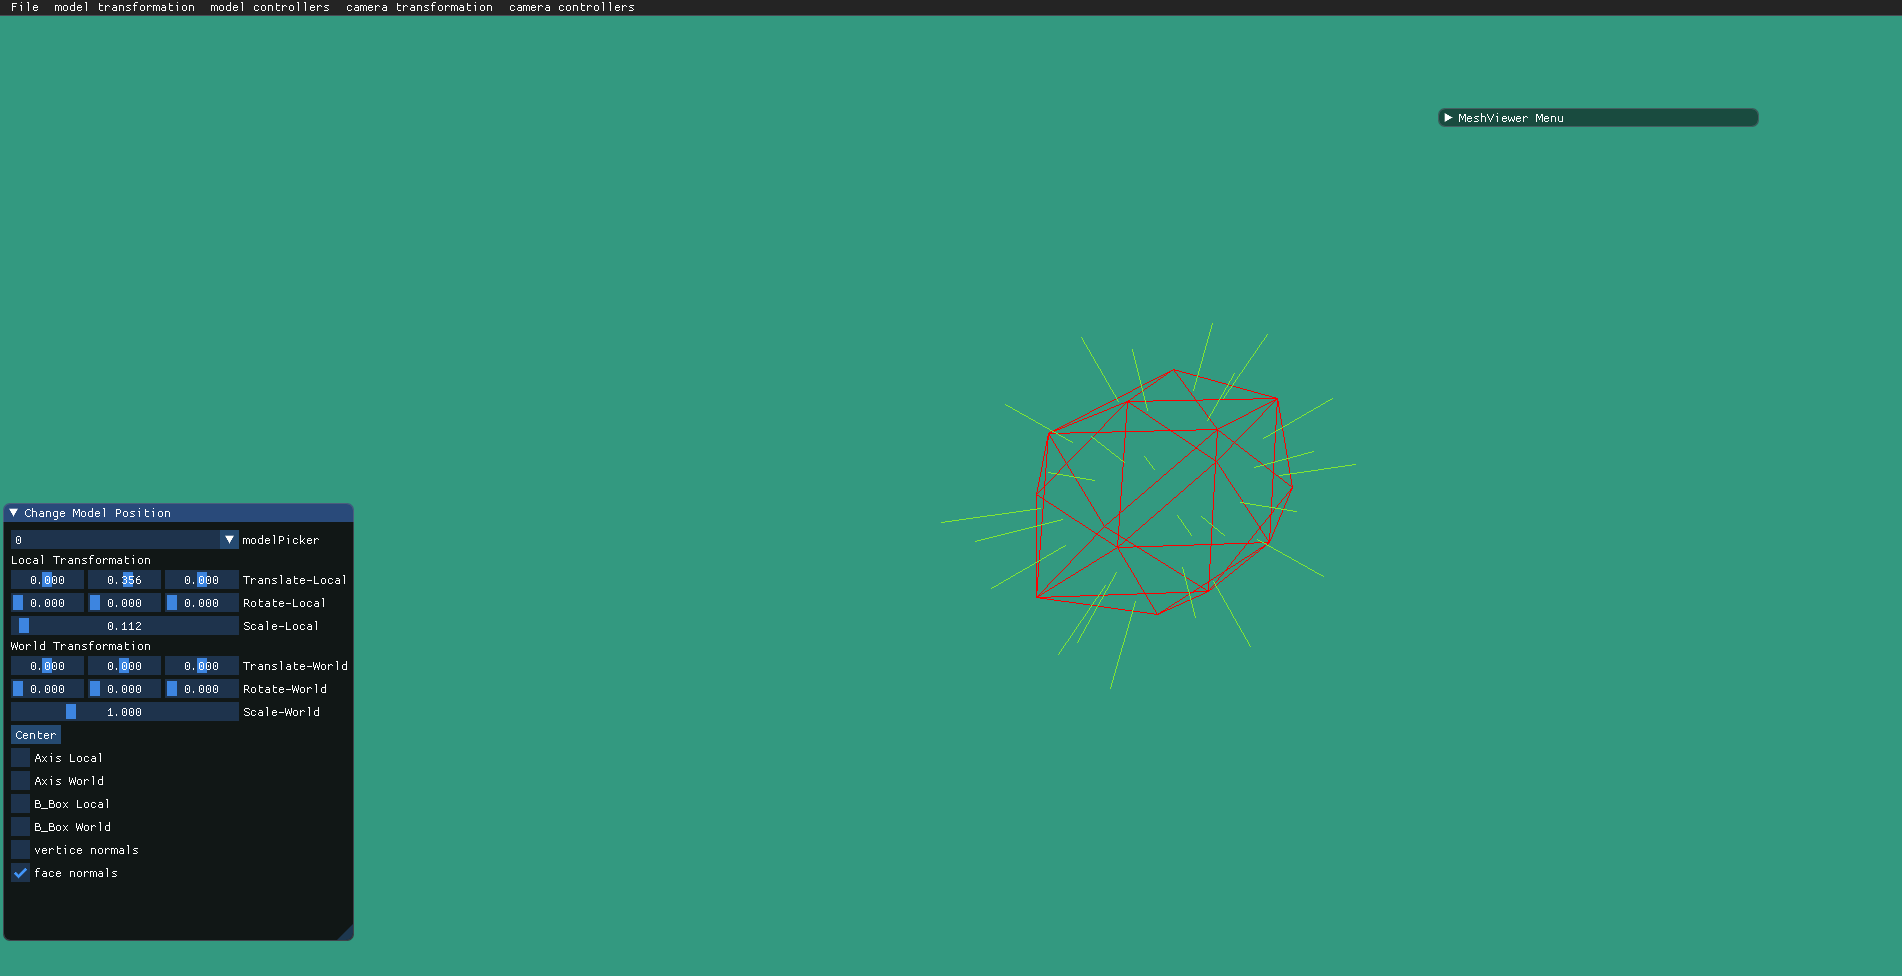 File model transformation model controllers camera transformation camera controllers
MeshViewer Menu
Change Model Position
0 modelPicker
Local Transformation
0.000 0.356 0.000 Translate-Local
0.000 0.000 0.000 Rotate-Local
0.112 Scale-Local
World Transformation
0.000 0.000 0.000 Translate-World
0.000 0.000 0.000 Rotate-World
1.000 Scale-World
Center
Axis Local
Axis World
B_Box Local
B_Box World
vertice normals
face normals